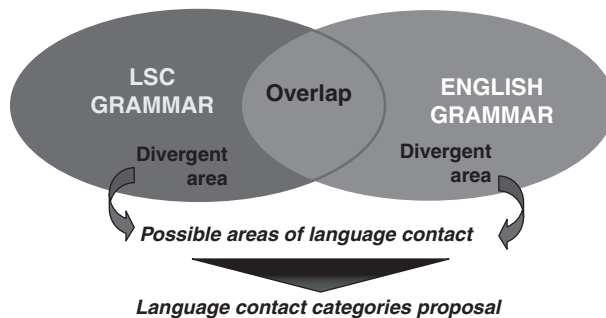 LSC
GRAMMAR
Overlap
ENGLISH
GRAMMAR
Divergent
area
Divergent
area
Possible areas of language contact
Language contact categories proposal